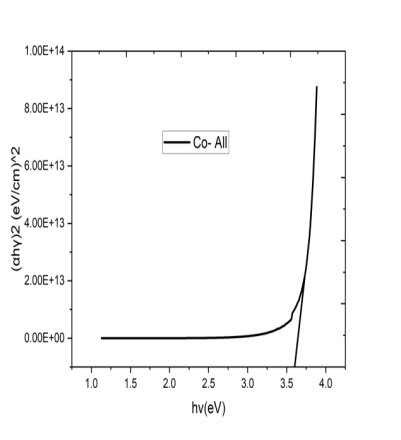 1.00E+14
8.00E+13
6.00E+13
4.00E+13
2.00E+13
0.00E+00
(αhγ)2 (eV/cm)^2
Co- All
1.0 1.5 2.0 2.5 3.0 3.5 4.0
hv(eV)